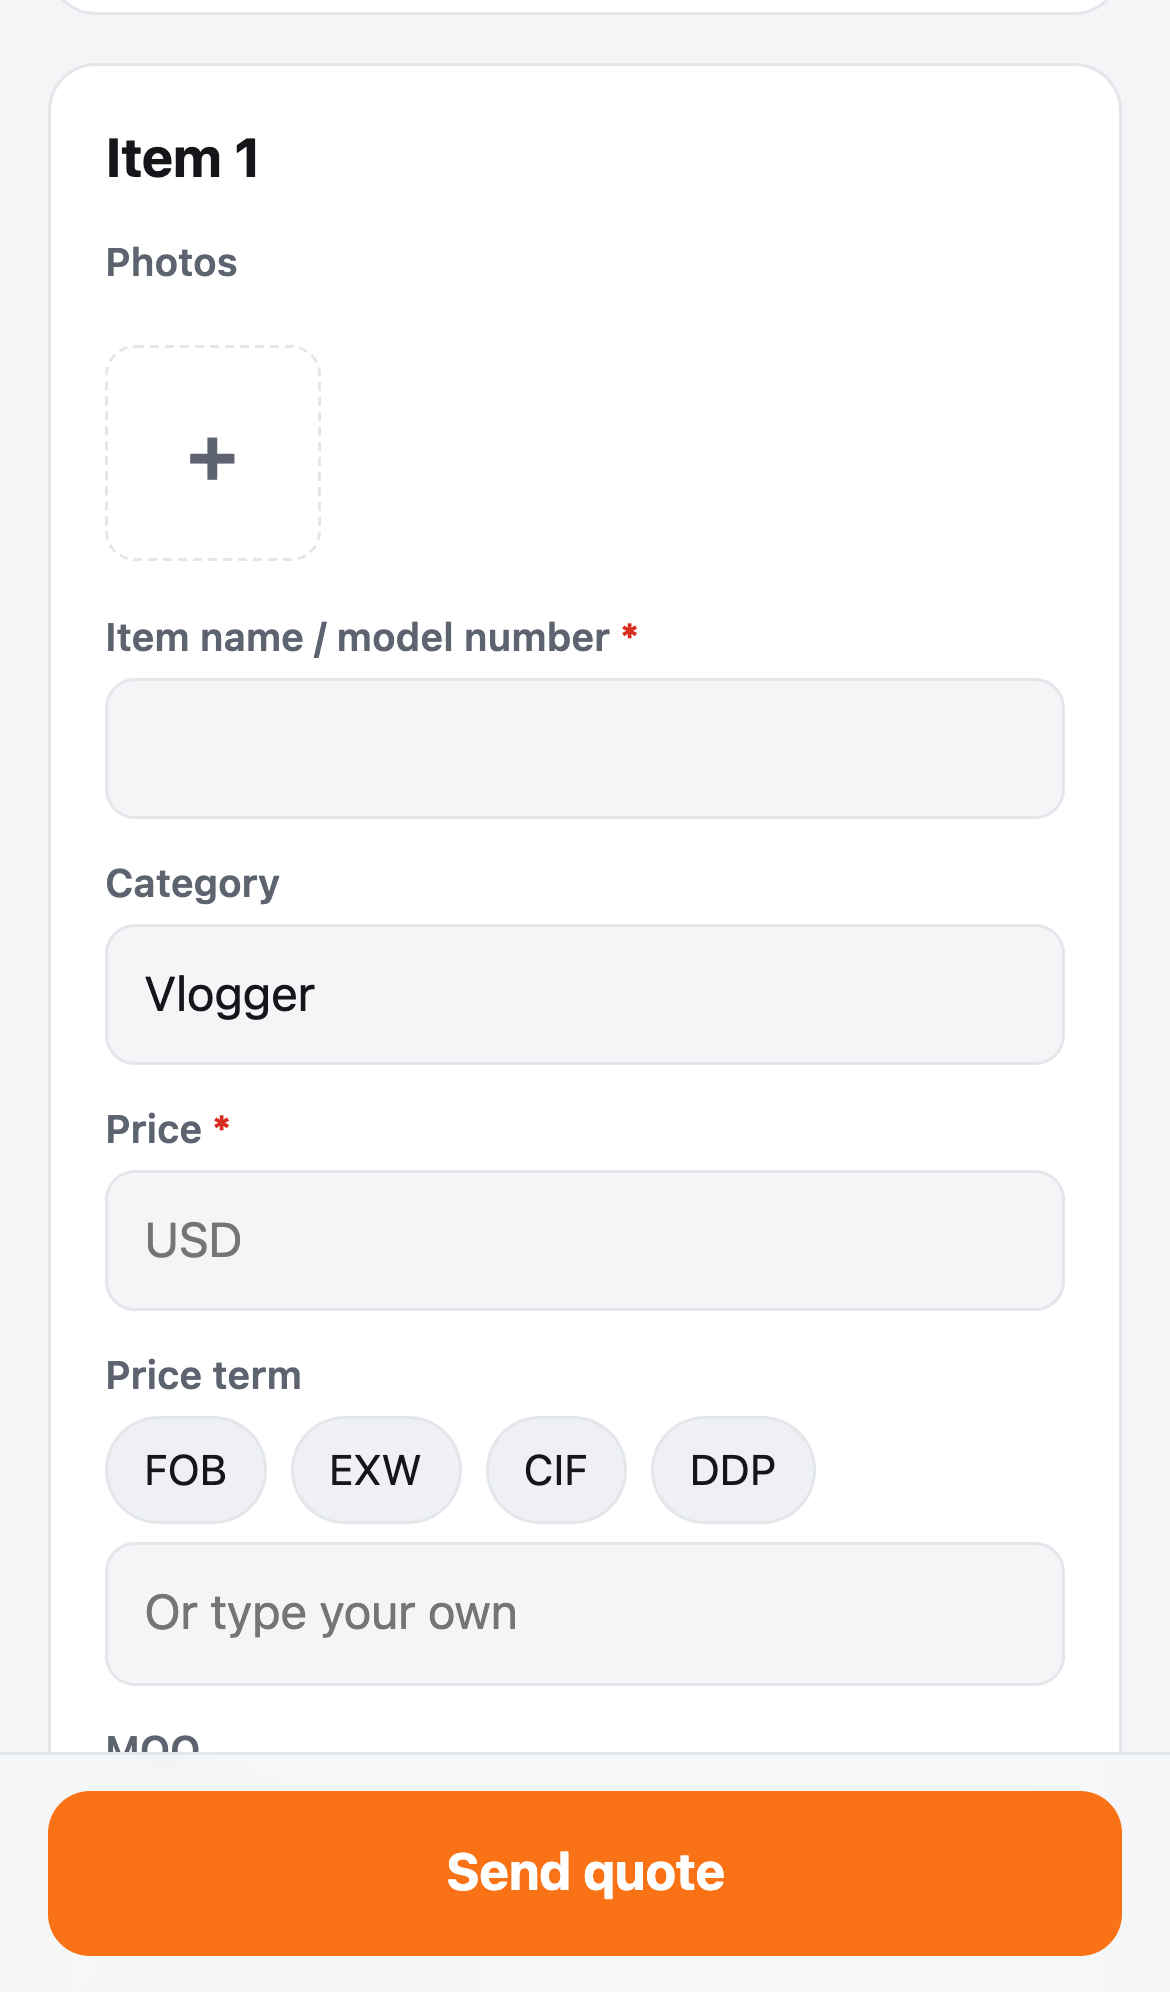 Item 1
Photos
+
Item name / model number *
Category
Vlogger
Price *
USD
Price term
FOB EXW CIF DDP
Or type your own
MOQ
Send quote